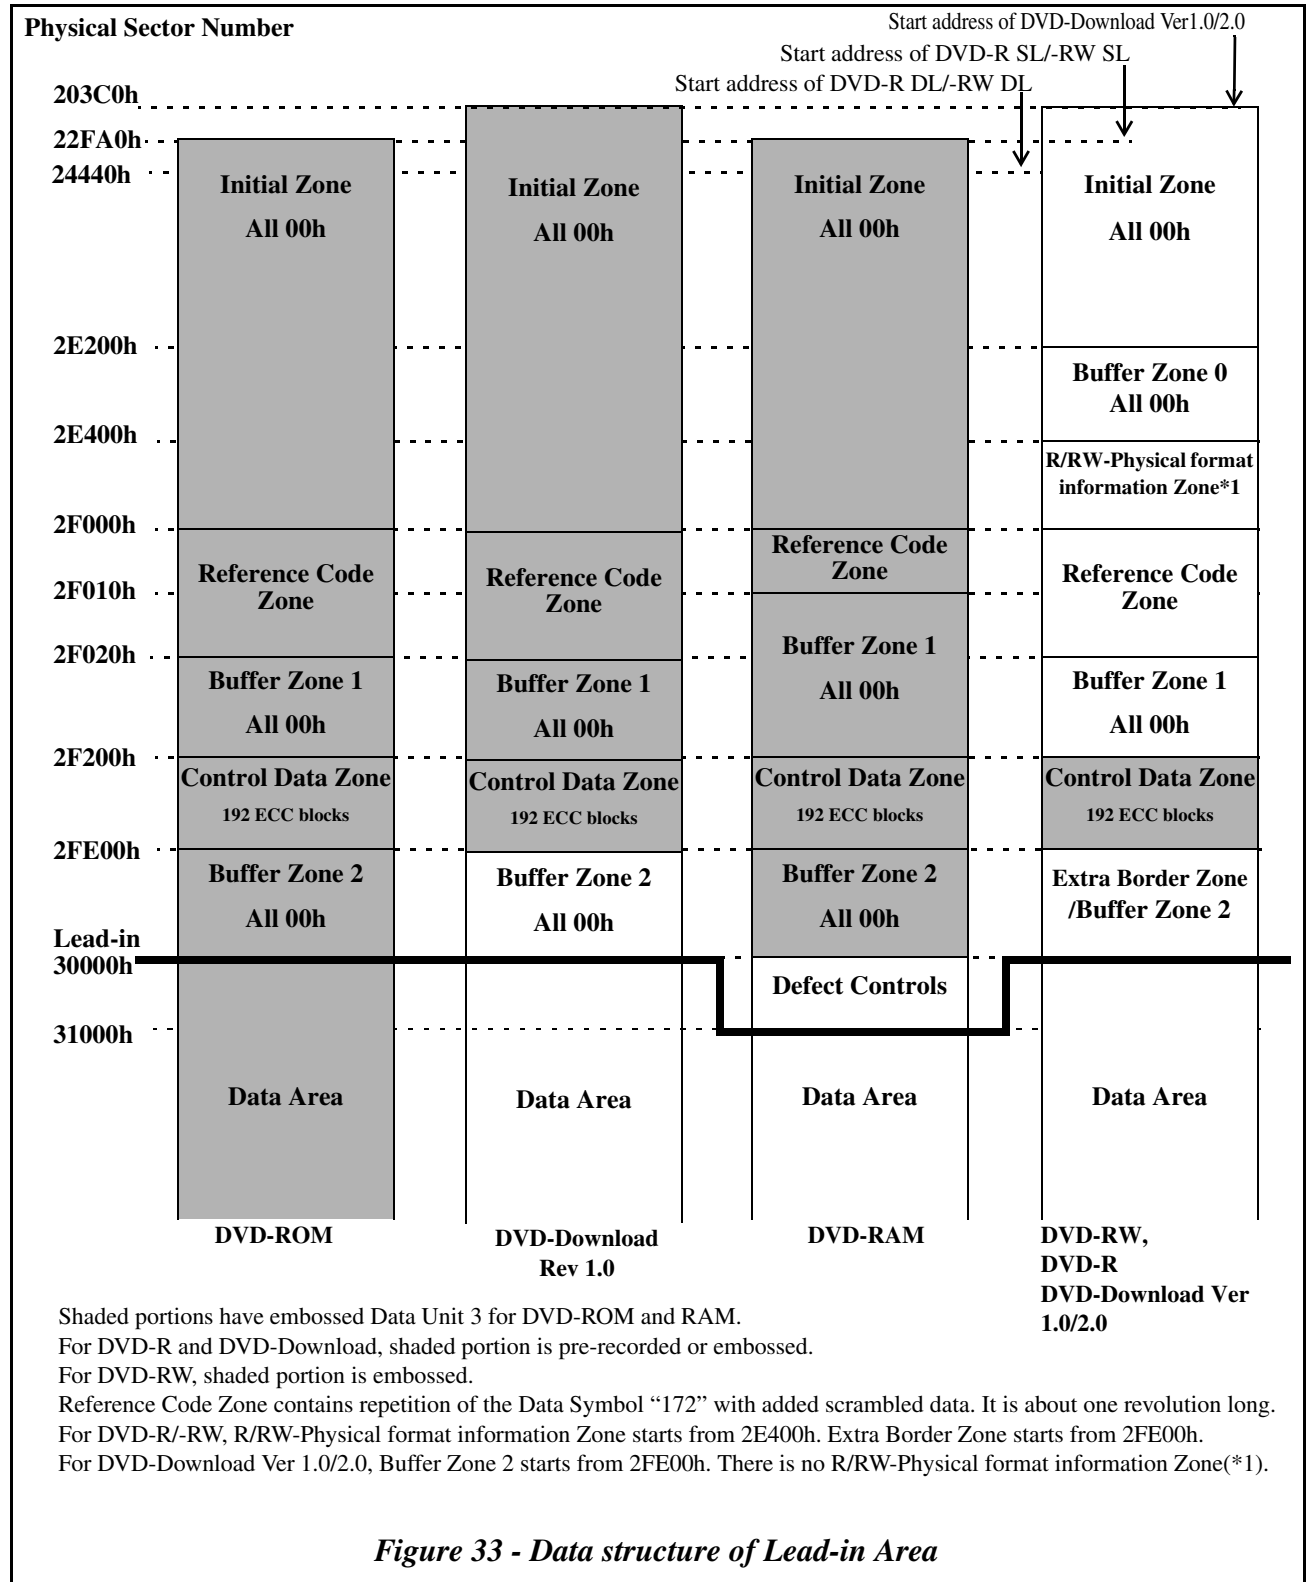 Physical Sector Number
Start address of DVD-Download Ver1.0/2.0
Start address of DVD-R SL/-RW SL
Start address of DVD-R DL/-RW DL
203C0h
22FA0h
24440h
2E200h
2E400h
2F000h
2F010h
2F020h
2F200h
2FE00h
Lead-in
30000h
31000h
Initial Zone
All 00h
Reference Code
Zone
Buffer Zone 1
All 00h
Control Data Zone
192 ECC blocks
Buffer Zone 2
All 00h
Data Area
DVD-ROM
Initial Zone
All 00h
Reference Code
Zone
Buffer Zone 1
All 00h
Control Data Zone
192 ECC blocks
Buffer Zone 2
All 00h
Data Area
DVD-Download
Rev 1.0
Initial Zone
All 00h
Reference Code
Zone
Buffer Zone 1
All 00h
Control Data Zone
192 ECC blocks
Buffer Zone 2
All 00h
Defect Controls
Data Area
DVD-RAM
Initial Zone
All 00h
Buffer Zone 0
All 00h
R/RW-Physical format
information Zone*1
Reference Code
Zone
Buffer Zone 1
All 00h
Control Data Zone
192 ECC blocks
Extra Border Zone
/Buffer Zone 2
Data Area
DVD-RW,
DVD-R
DVD-Download Ver
1.0/2.0
Shaded portions have embossed Data Unit 3 for DVD-ROM and RAM.
For DVD-R and DVD-Download, shaded portion is pre-recorded or embossed.
For DVD-RW, shaded portion is embossed.
Reference Code Zone contains repetition of the Data Symbol “172” with added scrambled data. It is about one revolution long.
For DVD-R/-RW, R/RW-Physical format information Zone starts from 2E400h. Extra Border Zone starts from 2FE00h.
For DVD-Download Ver 1.0/2.0, Buffer Zone 2 starts from 2FE00h. There is no R/RW-Physical format information Zone(*1).
Figure 33 - Data structure of Lead-in Area